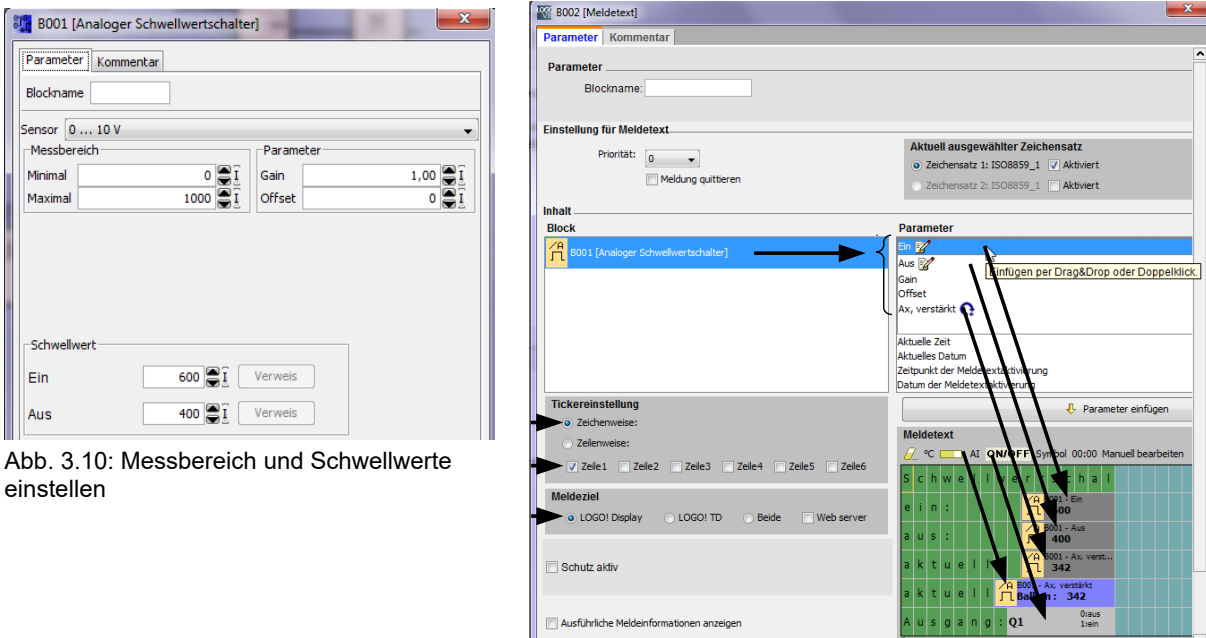 B001 [Analoger Schwellwertschalter]
Parameter Kommentar
Blockname
Sensor 0 ... 10 V
Messbereich Parameter
Minimal 0 Gain 1,00
Maximal 1000 Offset 0
Schwellwert
Ein 600 Verweis
Aus 400 Verweis
Abb. 3.10: Messbereich und Schwellwerte
einstellen
B002 [Meldetext]
Parameter Kommentar
Parameter
Blockname:
Einstellung für Meldetext
Priorität: 0
Meldung quittieren
Aktuell ausgewählter Zeichensatz
Zeichensatz 1: ISO8859_1 Aktiviert
Zeichensatz 2: ISO8859_1 Aktiviert
Inhalt
Block
B001 [Analoger Schwellwertschalter]
Parameter
Ein
Aus
Einfügen per Drag&Drop oder Doppelklick.
Gain
Offset
Ax, verstärkt
Aktuelle Zeit
Aktuelles Datum
Zeitpunkt der Meldetextaktivierung
Datum der Meldetextaktivierung
Parameter einfügen
Tickereinstellung
Zeichenweise:
Zeilenweise:
Zeile1 Zeile2 Zeile3 Zeile4 Zeile5 Zeile6
Meldeziel
LOGO! Display LOGO! TD Beide Web server
Schutz aktiv
Ausführliche Meldeinformationen anzeigen
Meldetext
°C AI ON/OFF Symbol 00:00 Manuell bearbeiten
Schwellwertschal
ein: B001 - Ein
600
aus: B001 - Aus
400
aktuell B001 - Ax, verst...
342
aktuell B001 - Ax, verstärkt
Balken: 342
Ausgang: Q1 0:aus
1:ein